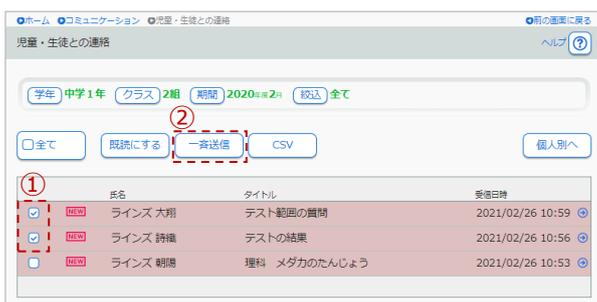 ホーム コミュニケーション 児童・生徒との連絡 前の画面に戻る
児童・生徒との連絡 ヘルプ ?
学年 中学1年 クラス 2組 期間 2020年度2月 絞込 全て
②
全て 既読にする 一斉送信 CSV 個人別へ
①
氏名 タイトル 受信日時
NEW ラインズ 大翔 テスト範囲の質問 2021/02/26 10:59
NEW ラインズ 詩織 テストの結果 2021/02/26 10:56
NEW ラインズ 朝陽 理科 メダカのたんじょう 2021/02/26 10:53